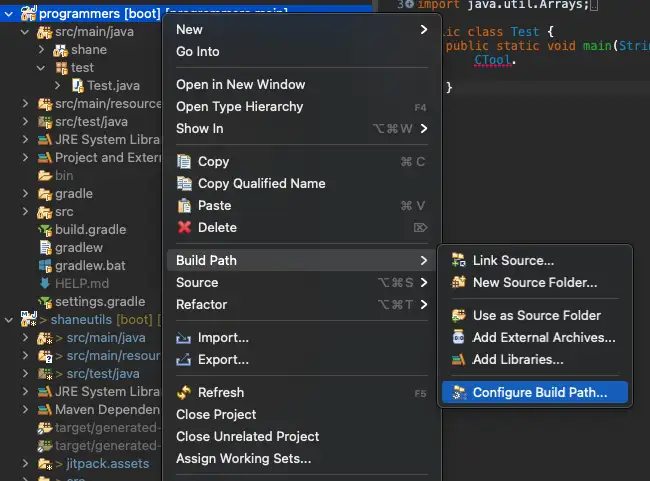 programmers [boot] [programmers main]
src/main/java
shane
test
Test.java
src/main/resource
src/test/java
JRE System Libra
Project and Extern
bin
gradle
src
build.gradle
gradlew
gradlew.bat
HELP.md
settings.gradle
> shaneutils [boot] [
> src/main/java
> src/main/resour
> src/test/java
JRE System Librar
Maven Dependen
target/generated-
target/generated-
> jitpack.assets
> src
New
Go Into
Open in New Window
Open Type Hierarchy F4
Show In ⌥⌘W
Copy ⌘ C
Copy Qualified Name
Paste ⌘ V
Delete ⌦
Build Path
Source ⌥⌘S
Refactor ⌥⌘T
Import...
Export...
Refresh F5
Close Project
Close Unrelated Project
Assign Working Sets...
Link Source...
New Source Folder...
Use as Source Folder
Add External Archives...
Add Libraries...
Configure Build Path...
3 import java.util.Arrays;
lic class Test {
public static void main(Strin
CTool.
}